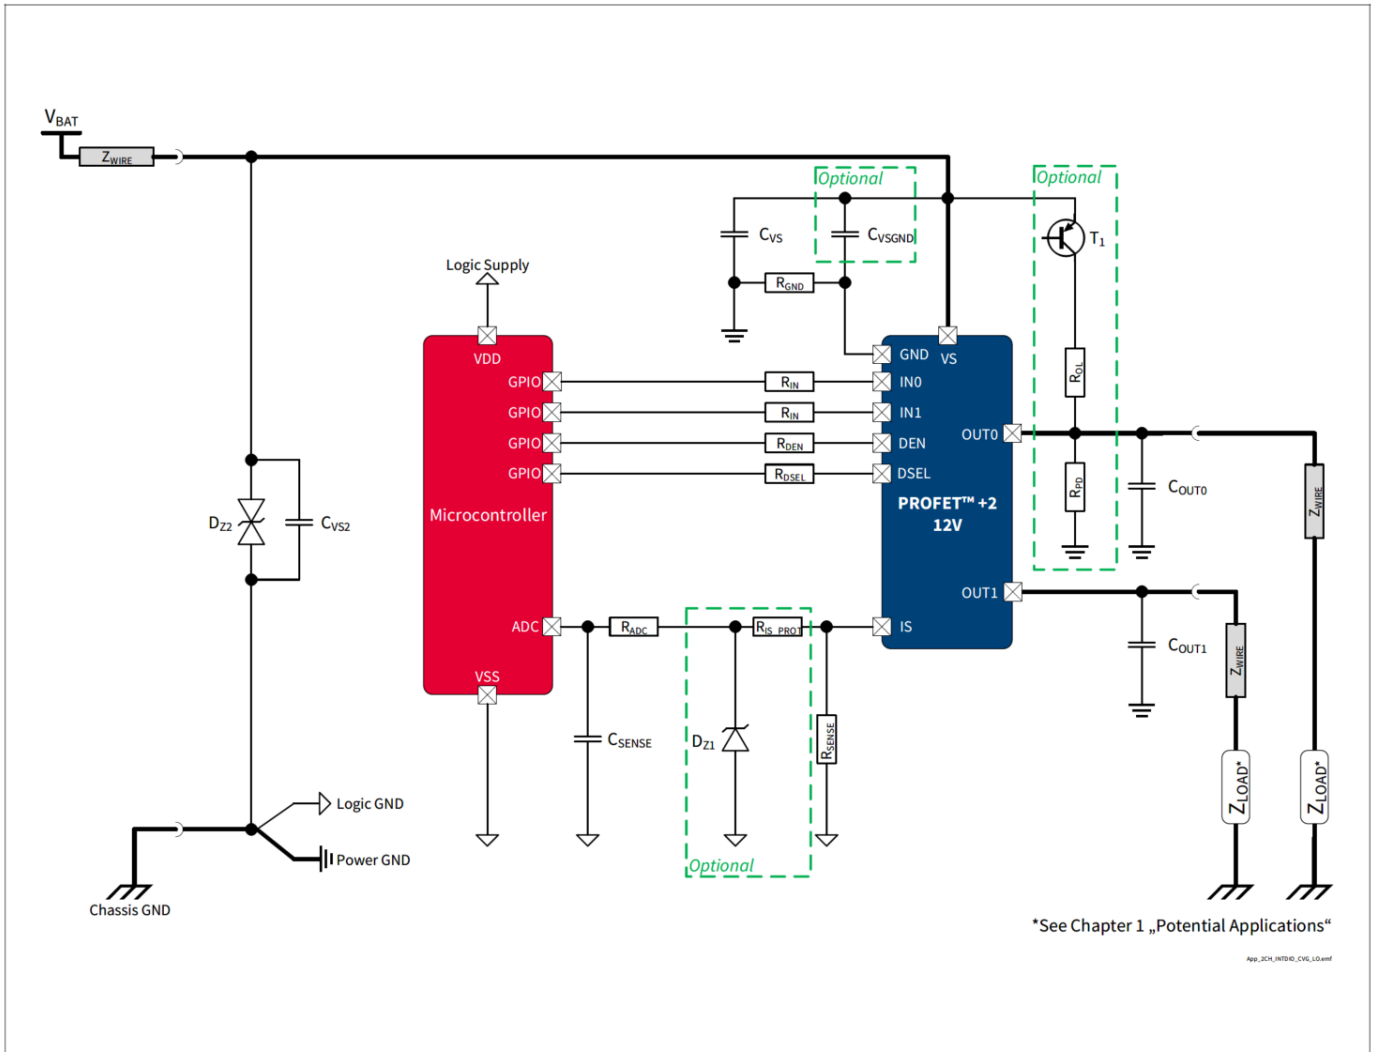 VBAT
ZWIRE
Optional
Optional
CVS
CVSGND
T1
Logic Supply
RGND
VDD
GND
VS
ROL
GPIO
RIN
IN0
GPIO
RIN
IN1
OUT0
GPIO
RDEN
DEN
GPIO
RDSEL
DSEL
RPD
COUT0
ZWIRE
PROFET™ +2
12V
Microcontroller
DZ2
CVS2
OUT1
ADC
RADC
RIS_PROT
IS
COUT1
ZWIRE
VSS
CSENSE
DZ1
RSENSE
ZLOAD*
ZLOAD*
Logic GND
Power GND
Optional
Chassis GND
*See Chapter 1 „Potential Applications“
App_2CH_INTDIO_CVG_LO.emf